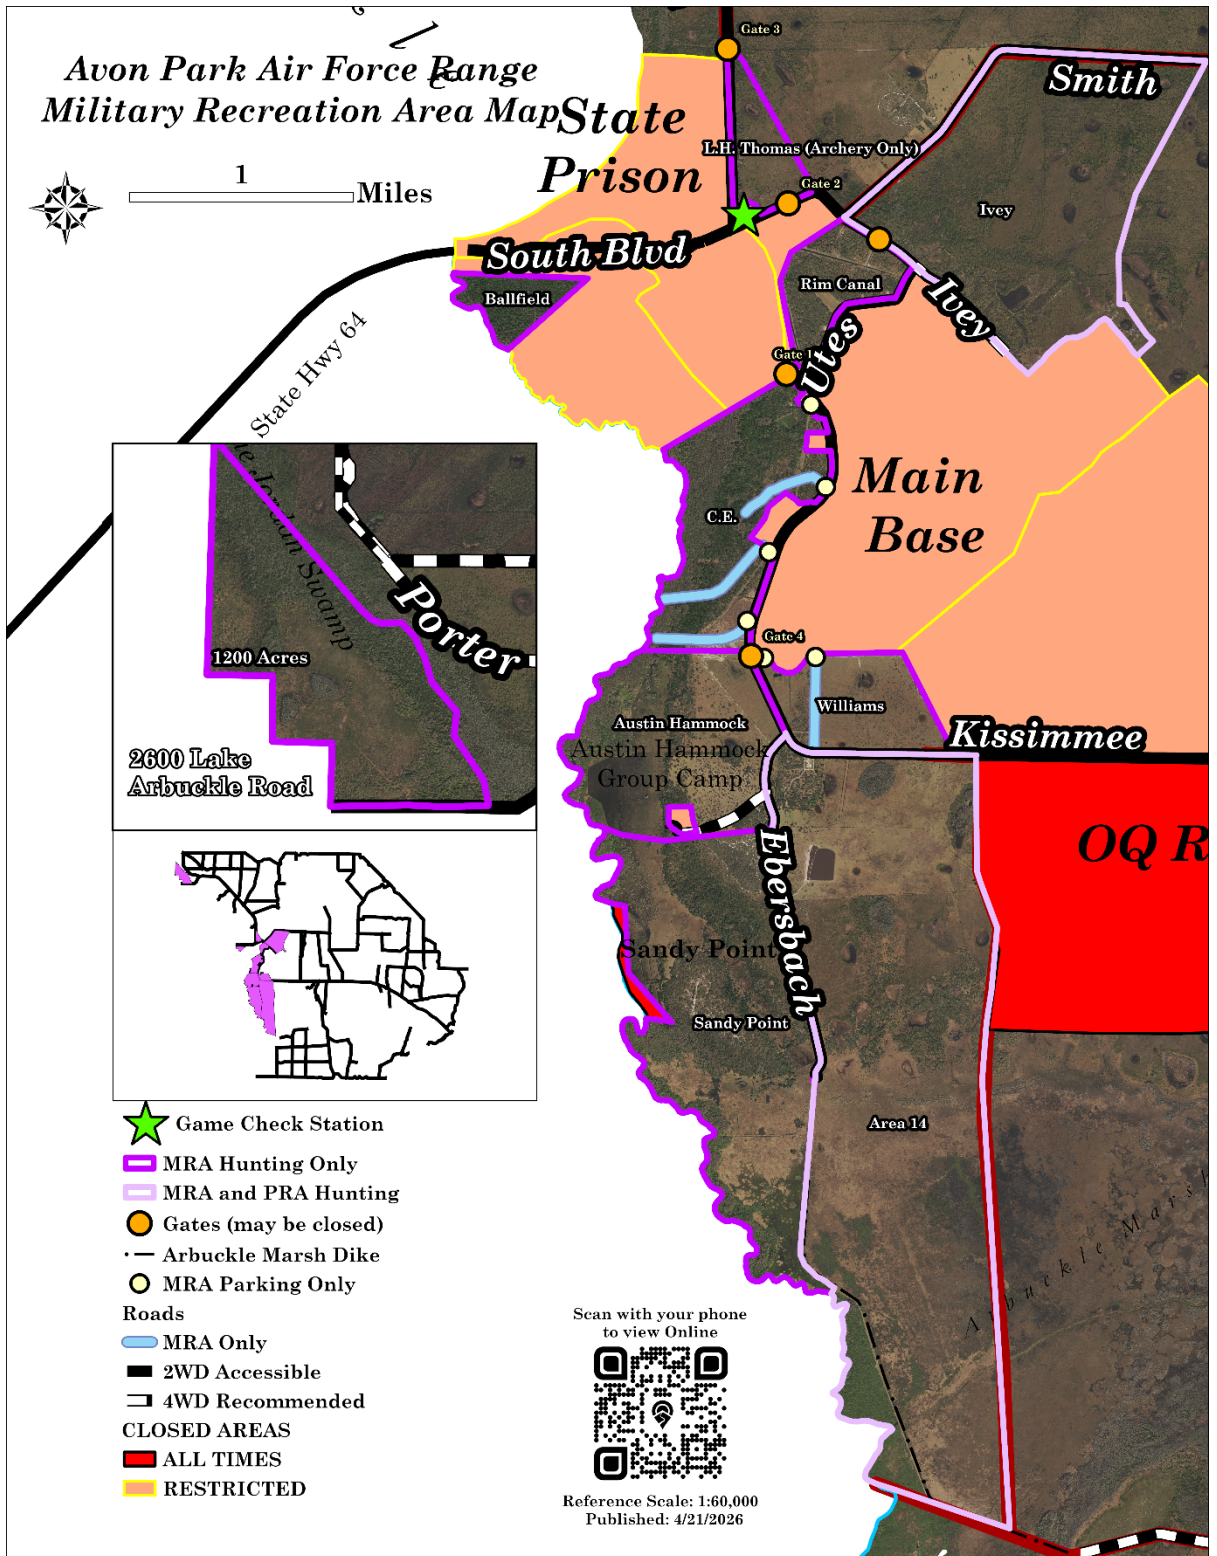 Avon Park Air Force Range
Military Recreation Area Map
1
Miles
Gate 3
Smith
State
Prison
L.H. Thomas (Archery Only)
Gate 2
Ivey
South Blvd
Rim Canal
Ballfield
Ivey
Utes
State Hwy 64
Gate 1
Main
Base
C.E.
Jordan Swamp
Porter
1200 Acres
2600 Lake
Arbuckle Road
Gate 4
Williams
Austin Hammock
Kissimmee
Austin Hammock
Group Camp
OQ R
Ebersbach
Sandy Point
Sandy Point
Area 14
Arbuckle Marsh
Game Check Station
MRA Hunting Only
MRA and PRA Hunting
Gates (may be closed)
Arbuckle Marsh Dike
MRA Parking Only
Roads
MRA Only
2WD Accessible
4WD Recommended
CLOSED AREAS
ALL TIMES
RESTRICTED
Scan with your phone
to view Online
Reference Scale: 1:60,000
Published: 4/21/2026